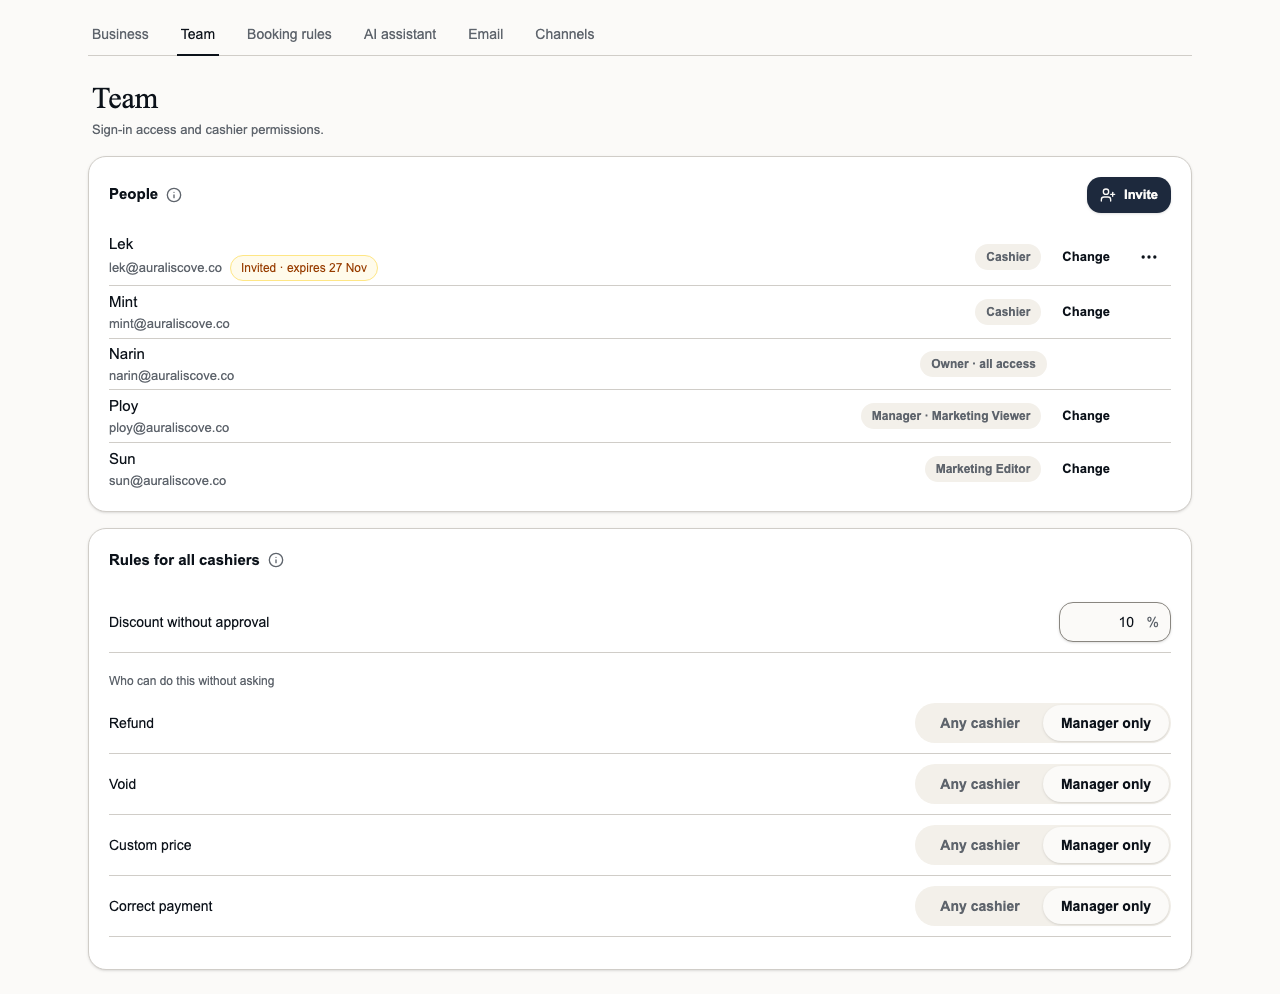 Business Team Booking rules AI assistant Email Channels
Team
Sign-in access and cashier permissions.
People Invite
Lek
lek@auraliscove.co Invited · expires 27 Nov Cashier Change
Mint
mint@auraliscove.co Cashier Change
Narin
narin@auraliscove.co Owner · all access
Ploy
ploy@auraliscove.co Manager · Marketing Viewer Change
Sun
sun@auraliscove.co Marketing Editor Change
Rules for all cashiers
Discount without approval 10 %
Who can do this without asking
Refund Any cashier Manager only
Void Any cashier Manager only
Custom price Any cashier Manager only
Correct payment Any cashier Manager only